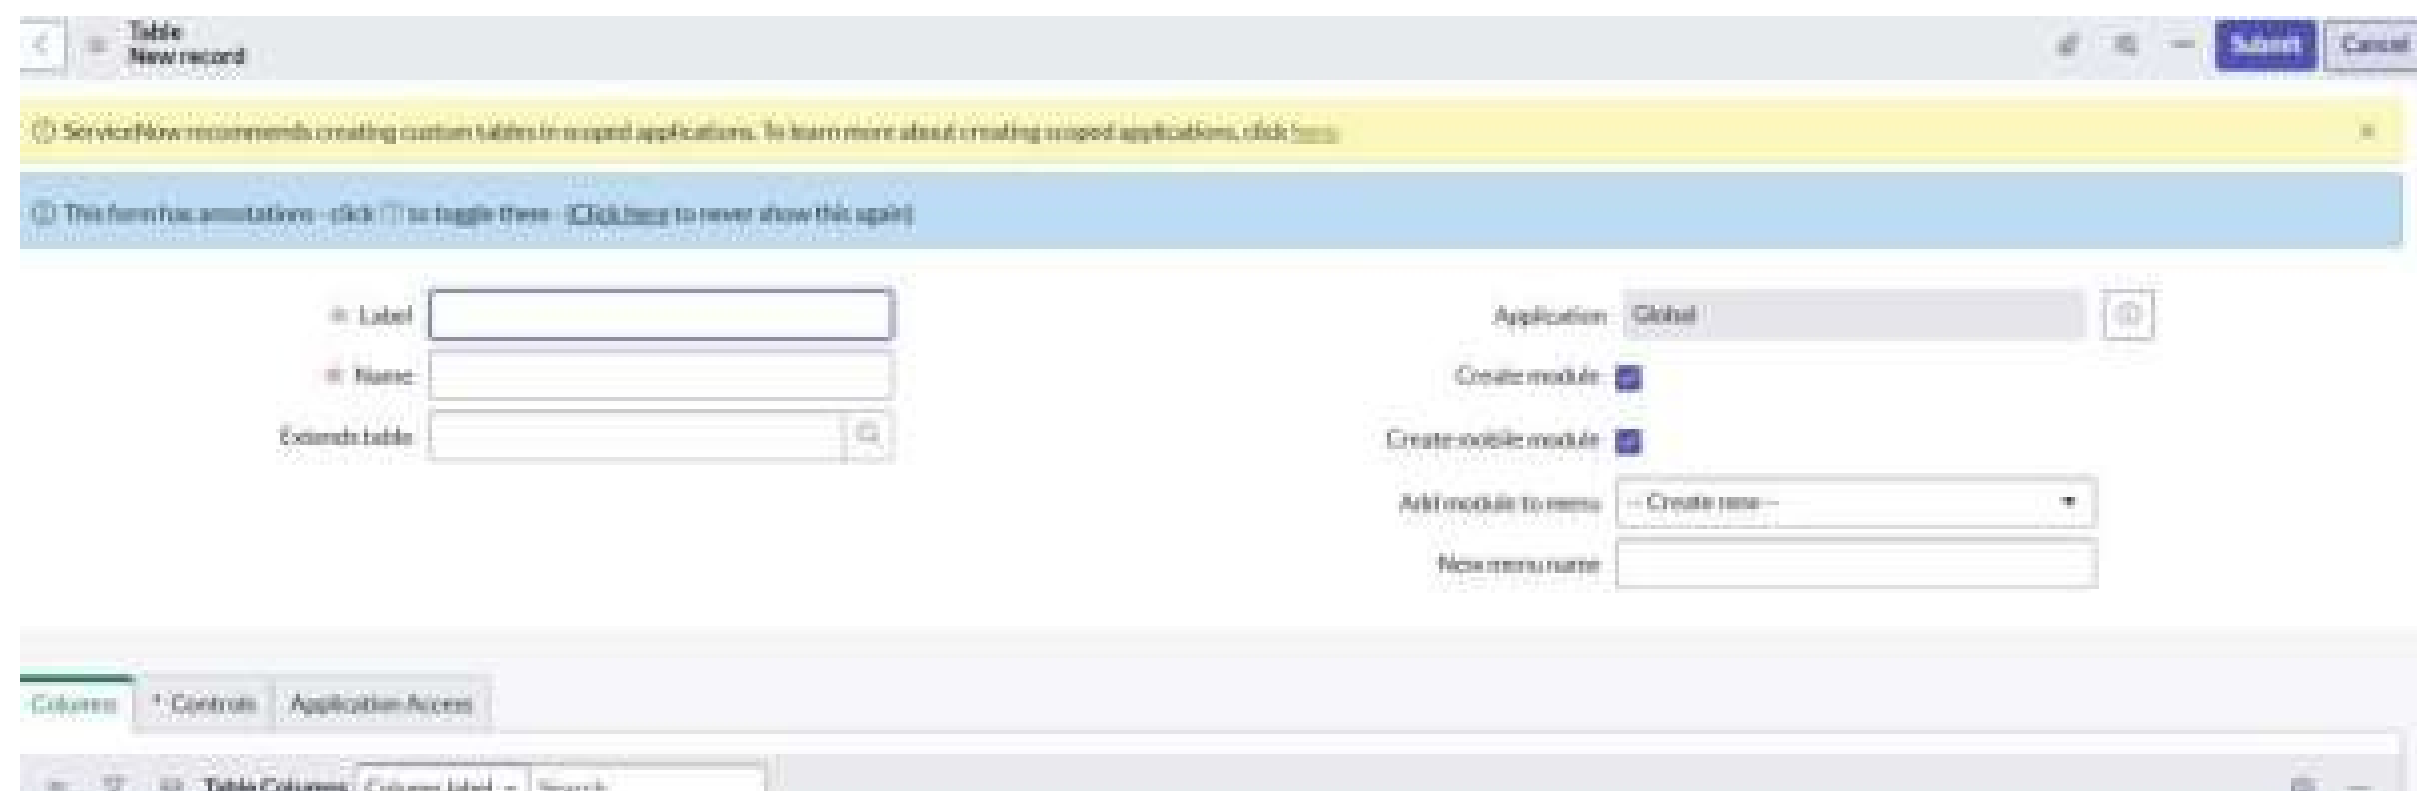 Table
New record
Submit
Cancel
ServiceNow recommends creating custom tables in scoped applications. To learn more about creating scoped applications, click here.
This form has annotations - click to toggle them - (Click here to never show this again)
Label
Name
Extends table
Application
Global
Create module
Create mobile module
Add module to menu
-- Create new --
New menu name
Columns
* Controls
Application Access
Table Columns
Column label
Search